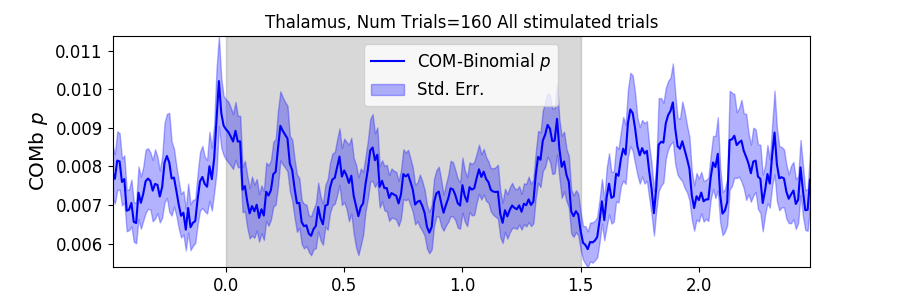 Thalamus, Num Trials=160 All stimulated trials
COM-Binomial p
Std. Err.
COMb p
0.011
0.010
0.009
0.008
0.007
0.006
0.0 0.5 1.0 1.5 2.0